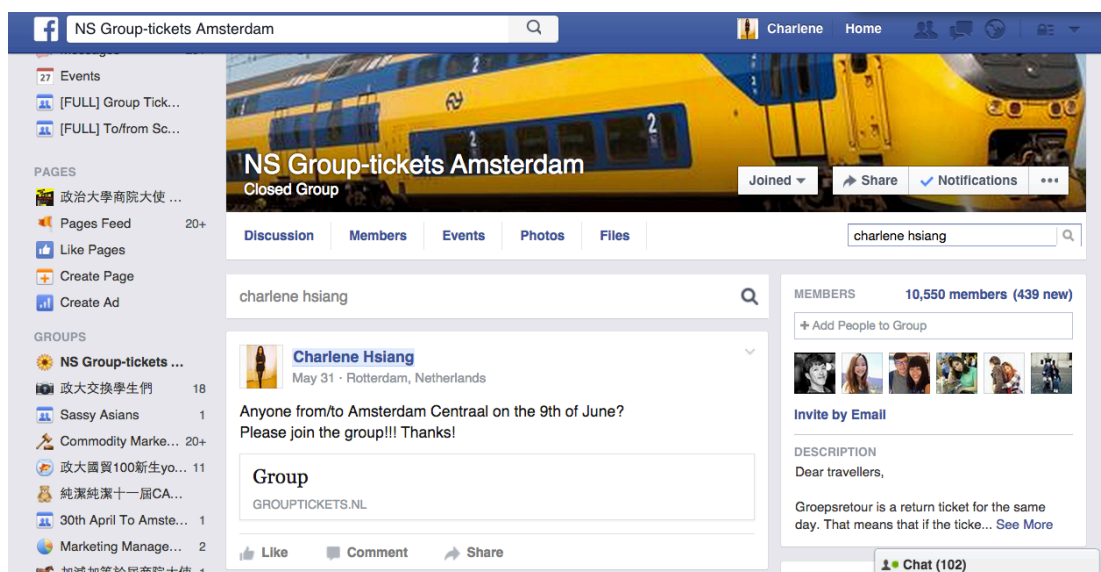 NS Group-tickets Amsterdam
Charlene Home
20+
27 Events
[FULL] Group Tick...
[FULL] To/from Sc...
PAGES
政治大學商院大使 ...
Pages Feed 20+
Like Pages
Create Page
Create Ad
GROUPS
NS Group-tickets ...
政大交換學生們 18
Sassy Asians 1
Commodity Marke... 20+
政大國貿100新生yo... 11
純潔純潔十一屆CA...
30th April To Amste... 1
Marketing Manage... 2
2
2
NS Group-tickets Amsterdam
Closed Group
Joined
Share
Notifications
Discussion Members Events Photos Files
charlene hsiang
charlene hsiang
Charlene Hsiang
May 31 · Rotterdam, Netherlands
Anyone from/to Amsterdam Centraal on the 9th of June?
Please join the group!!! Thanks!
Group
GROUPTICKETS.NL
Like Comment Share
MEMBERS 10,550 members (439 new)
+ Add People to Group
Invite by Email
DESCRIPTION
Dear travellers,
Groepsretour is a return ticket for the same
day. That means that if the ticke... See More
Chat (102)